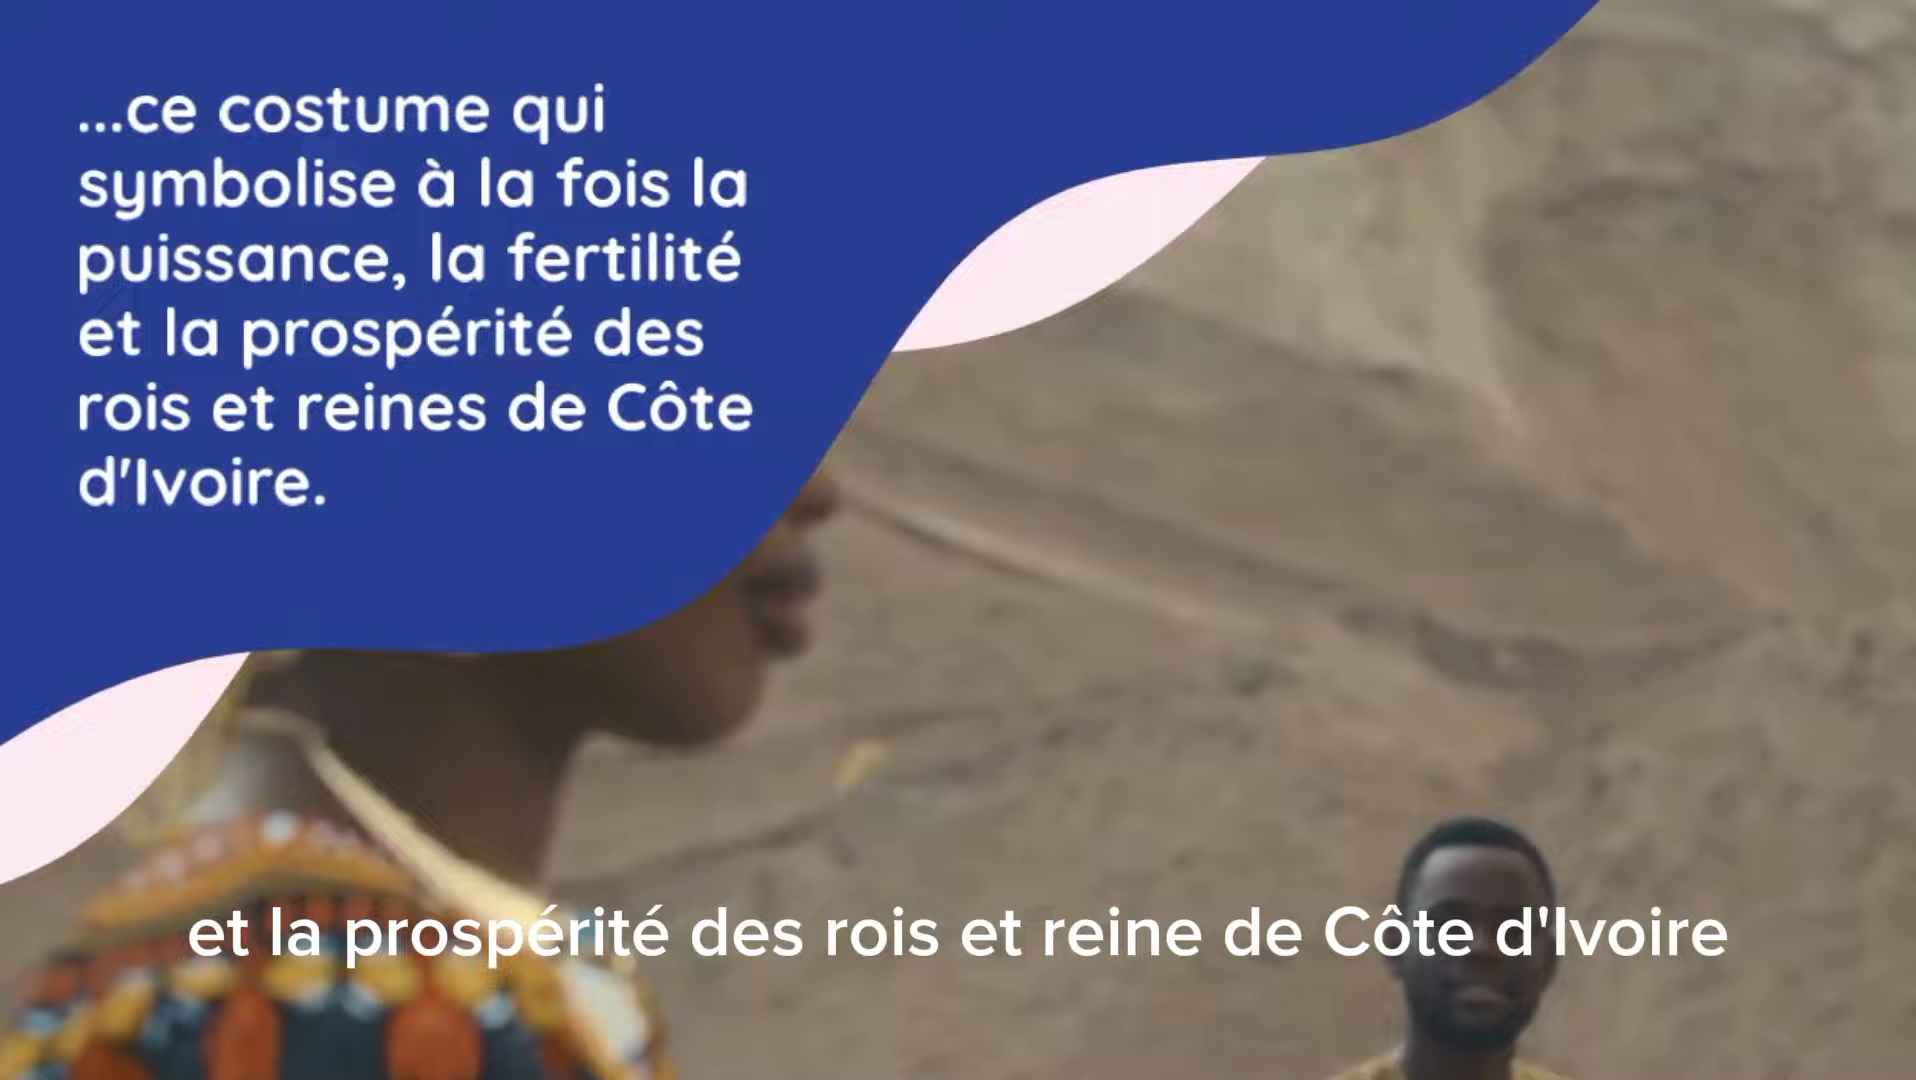 ...ce costume qui
symbolise à la fois la
puissance, la fertilité
et la prospérité des
rois et reines de Côte
d'Ivoire.
et la prospérité des rois et reine de Côte d'Ivoire